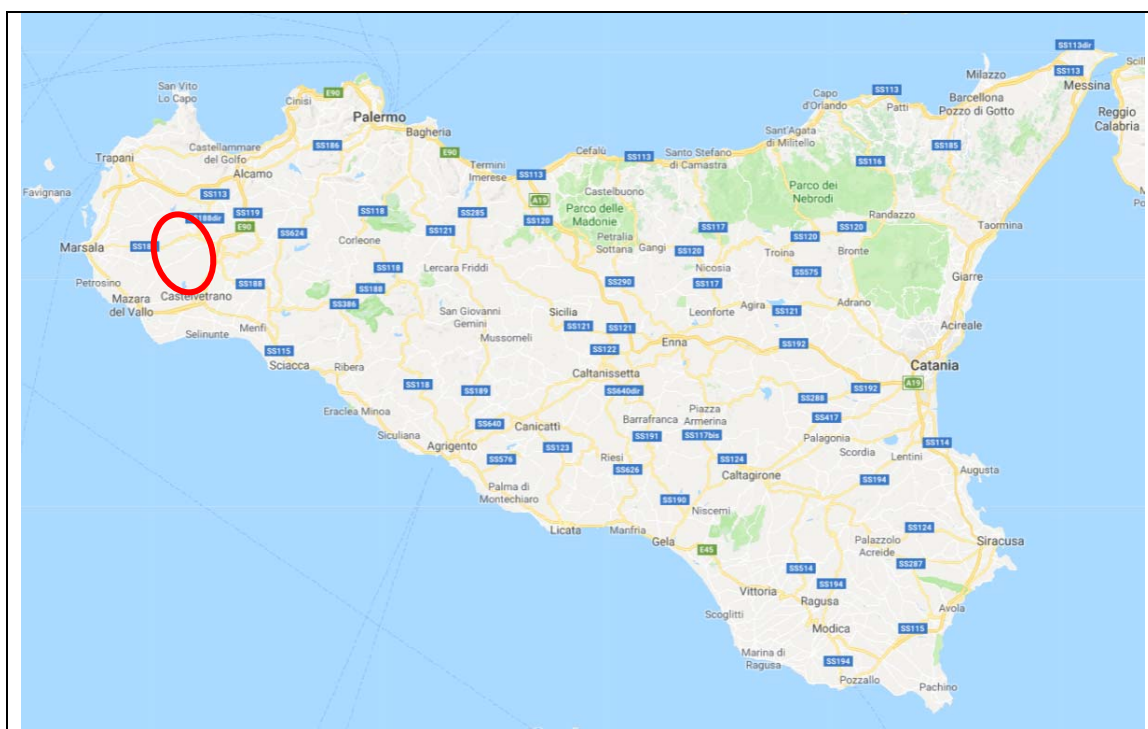 SS113dir
Milazzo
Scil
SS113
Messina
San Vito
Lo Capo
E90
Cinisi
Capo
d'Orlando
SS113
Patti
Barcellona
Pozzo di Gotto
Reggio
Calabria
Palermo
Bagheria
Sant'Agata
di Militello
Castellammare
del Golfo
SS186
SS185
Trapani
Alcamo
E90
Termini
Imerese
Cefalù
SS113
Santo Stefano
di Camastra
SS116
SS113
Favignana
SS113
Castelbuono
Parco dei
Nebrodi
A19
SS188dir
SS119
SS118
SS285
Parco delle
Madonie
Randazzo
E90
SS120
SS117
SS120
Taormina
Marsala
SS624
Corleone
SS121
Petralia
Sottana
Gangi
SS120
SS120
Troina
Bronte
SS118
Lercara Friddi
Nicosia
SS575
Giarre
Petrosino
SS188
SS188
SS290
SS117
Mazara
del Vallo
Castelvetrano
SS386
San Giovanni
Gemini
Sicilia
Leonforte
Agira
SS121
Adrano
Acireale
Selinunte
Menfi
Mussomeli
SS121
SS121
SS115
SS122
Enna
SS192
Sciacca
Ribera
Caltanissetta
Catania
SS118
SS189
SS640dir
SS192
A19
SS288
Eraclea Minoa
Barrafranca
Piazza
Armerina
SS417
Siculiana
SS640
Canicatti
SS191
SS117bis
Palagonia
Agrigento
SS123
Scordia
Lentini
SS114
SS576
Riesi
SS124
Augusta
SS626
Caltagirone
SS194
Palma di
Montechiaro
SS190
Niscemi
Licata
Manfria
SS124
Gela
Palazzolo
Acreide
Siracusa
E45
SS287
SS514
SS194
Vittoria
Ragusa
Avola
Scoglitti
Modica
SS115
Marina di
Ragusa
SS194
Pozzallo
Pachino